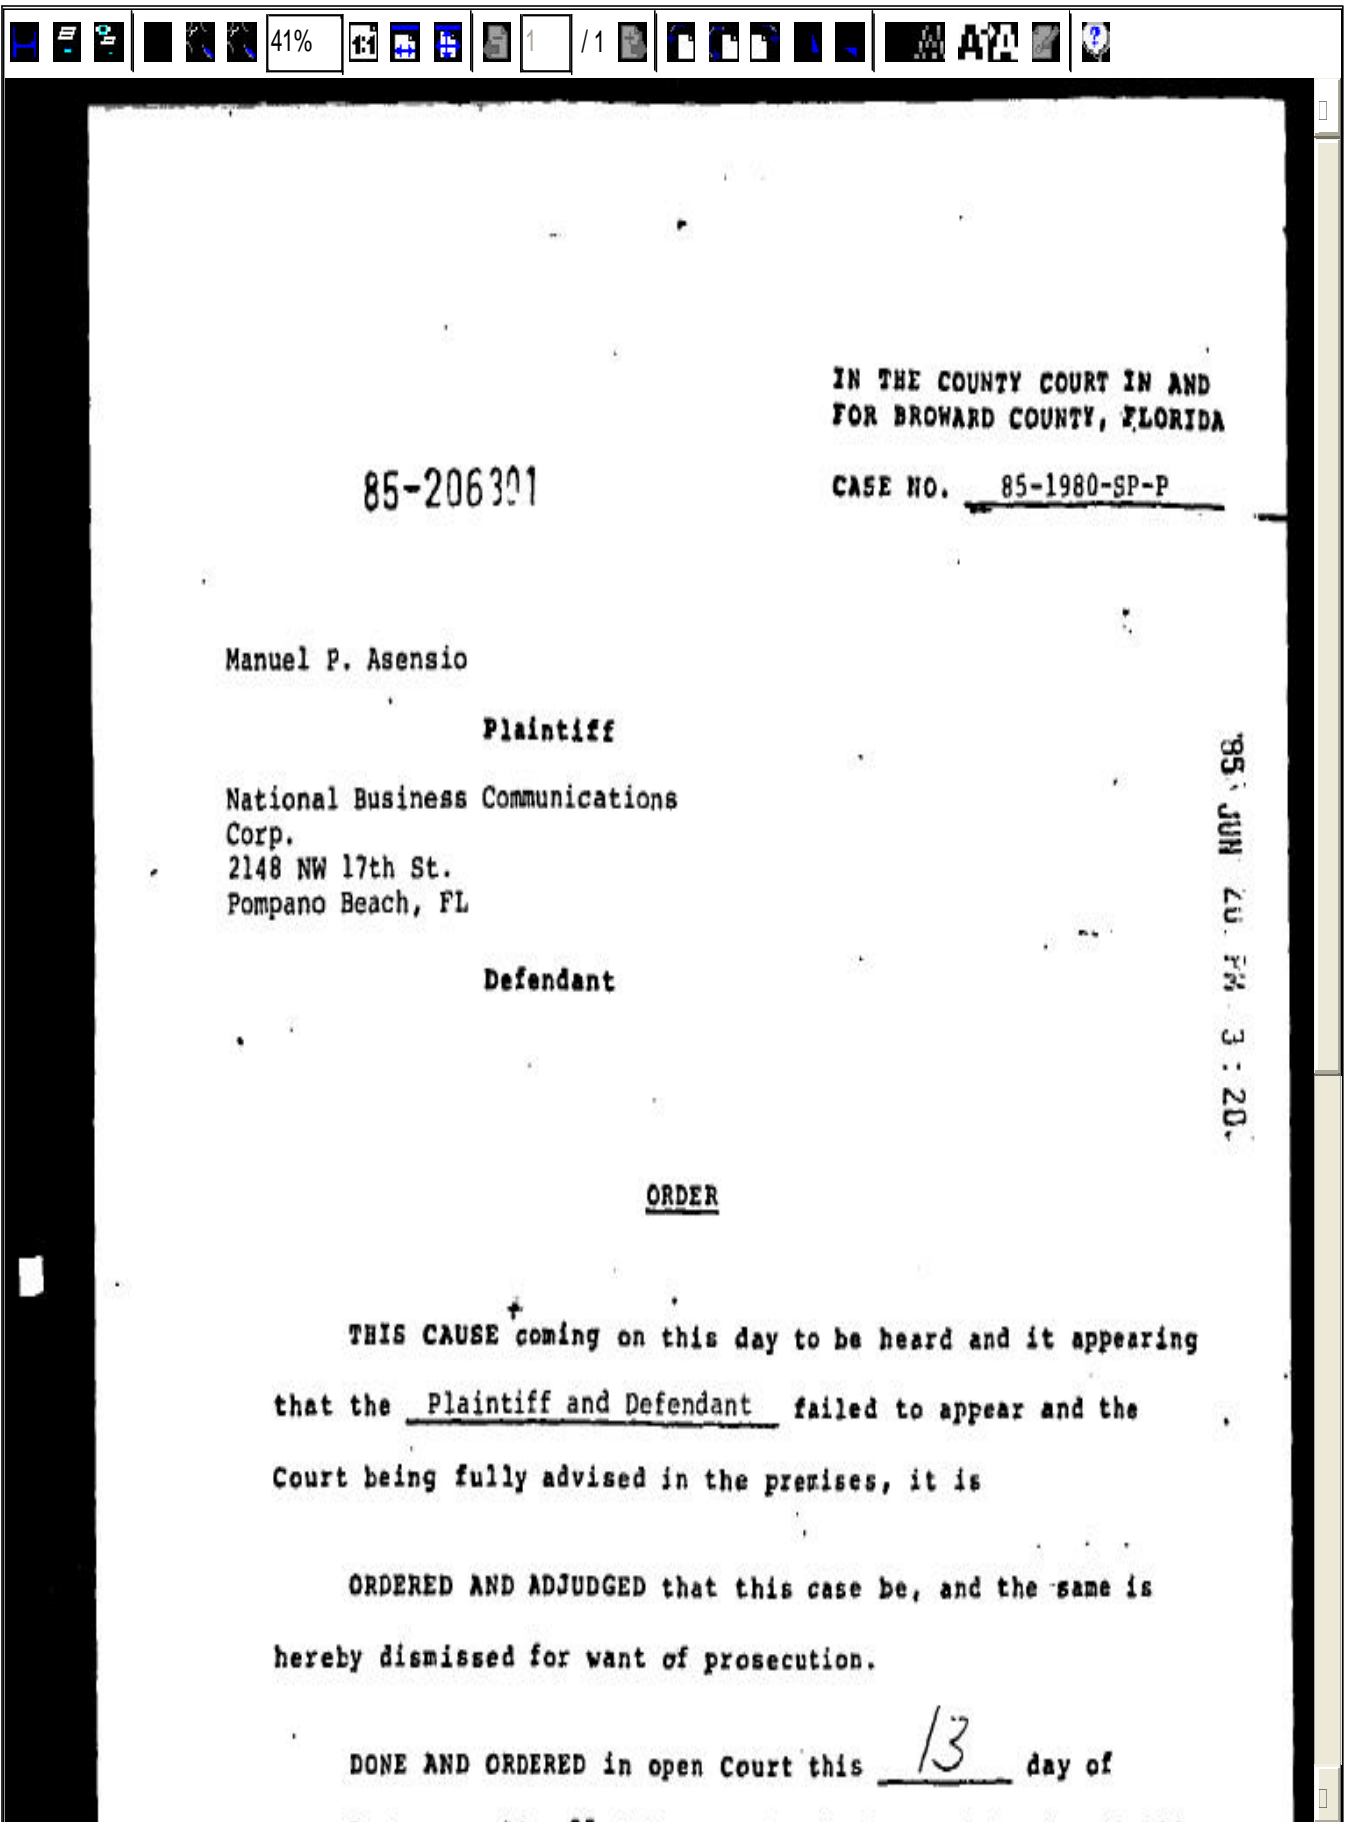 41%
1:1
1
/ 1
IN THE COUNTY COURT IN AND
FOR BROWARD COUNTY, FLORIDA
CASE NO. 85-1980-SP-P
Manuel P. Asensio
Plaintiff
National Business Communications
Corp.
2148 NW 17th St.
Pompano Beach, FL
Defendant
'85 JUN 20 PM 3:20
ORDER
THIS CAUSE coming on this day to be heard and it appearing
that the Plaintiff and Defendant failed to appear and the
Court being fully advised in the premises, it is
ORDERED AND ADJUDGED that this case be, and the same is
hereby dismissed for want of prosecution.
DONE AND ORDERED in open Court this 13 day of